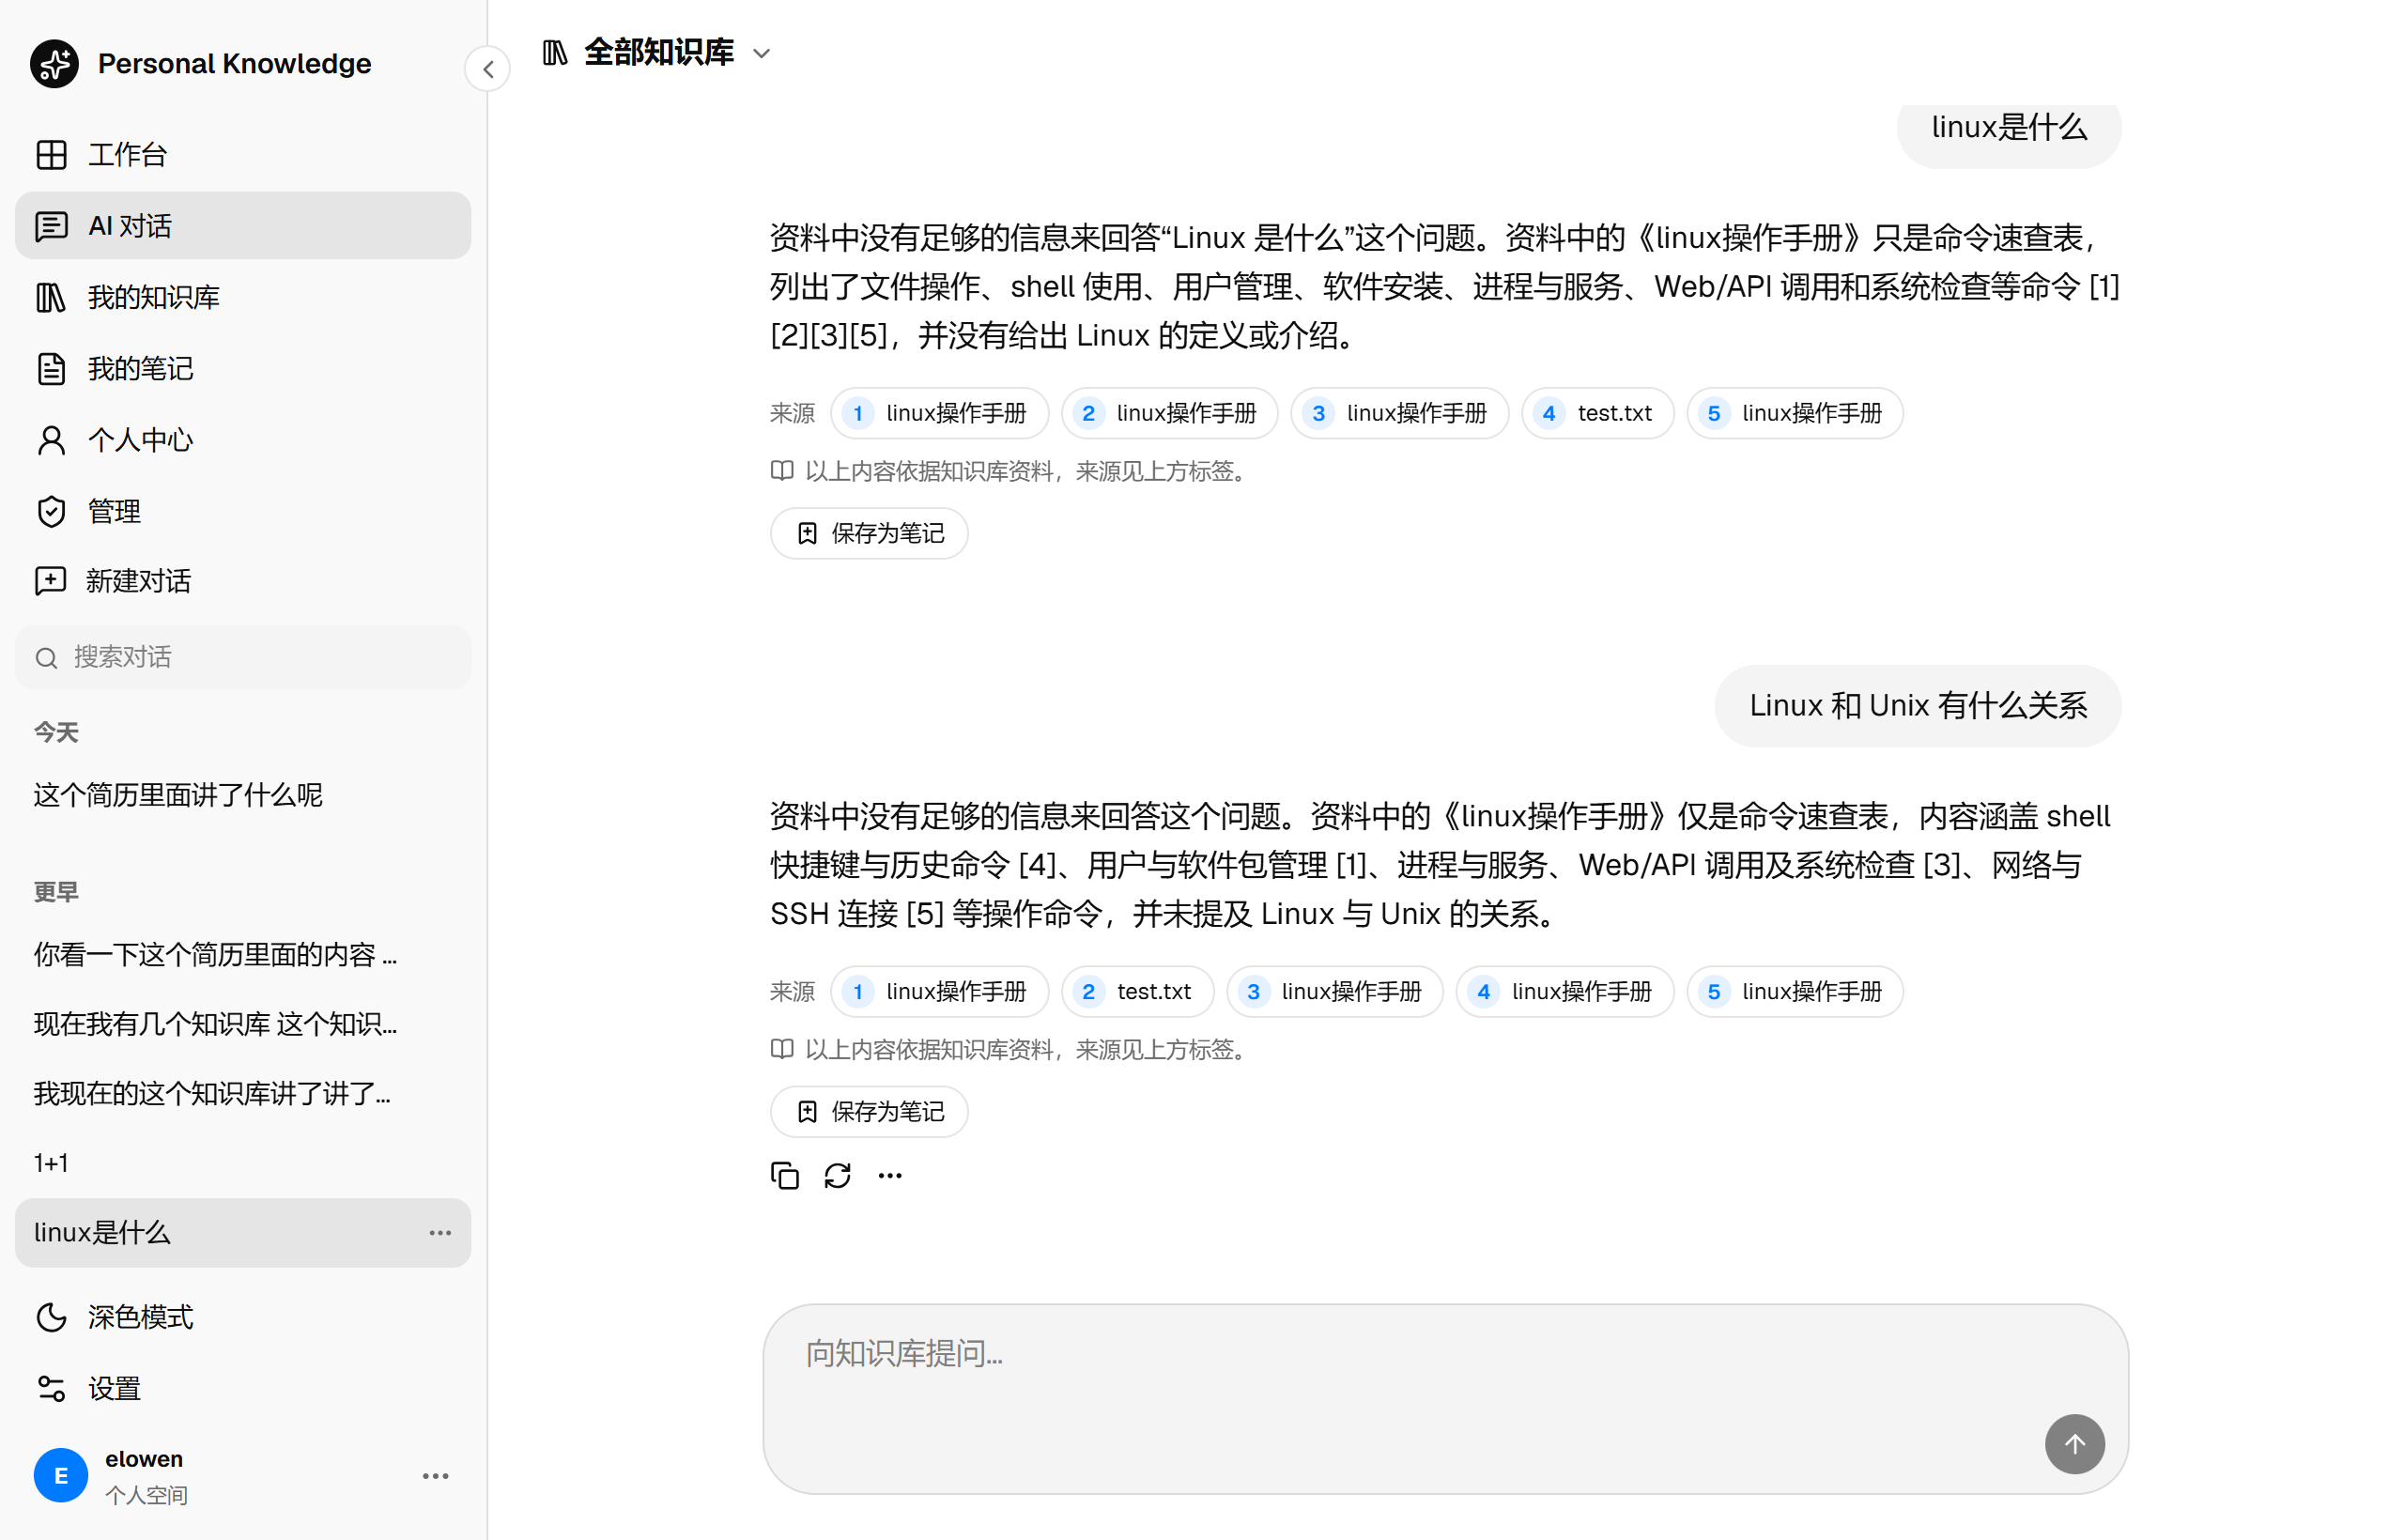 Personal Knowledge
工作台
AI 对话
我的知识库
我的笔记
个人中心
管理
新建对话
搜索对话
今天
这个简历里面讲了什么呢
更早
你看一下这个简历里面的内容 ...
现在我有几个知识库 这个知识...
我现在的这个知识库讲了讲了...
1+1
linux是什么
深色模式
设置
E
elowen
个人空间
全部知识库
linux是什么
资料中没有足够的信息来回答“Linux 是什么”这个问题。资料中的《linux操作手册》只是命令速查表，
列出了文件操作、shell 使用、用户管理、软件安装、进程与服务、Web/API 调用和系统检查等命令 [1]
[2][3][5]，并没有给出 Linux 的定义或介绍。
来源 1 linux操作手册 2 linux操作手册 3 linux操作手册 4 test.txt 5 linux操作手册
以上内容依据知识库资料，来源见上方标签。
保存为笔记
Linux 和 Unix 有什么关系
资料中没有足够的信息来回答这个问题。资料中的《linux操作手册》仅是命令速查表，内容涵盖 shell
快捷键与历史命令 [4]、用户与软件包管理 [1]、进程与服务、Web/API 调用及系统检查 [3]、网络与
SSH 连接 [5] 等操作命令，并未提及 Linux 与 Unix 的关系。
来源 1 linux操作手册 2 test.txt 3 linux操作手册 4 linux操作手册 5 linux操作手册
以上内容依据知识库资料，来源见上方标签。
保存为笔记
向知识库提问...